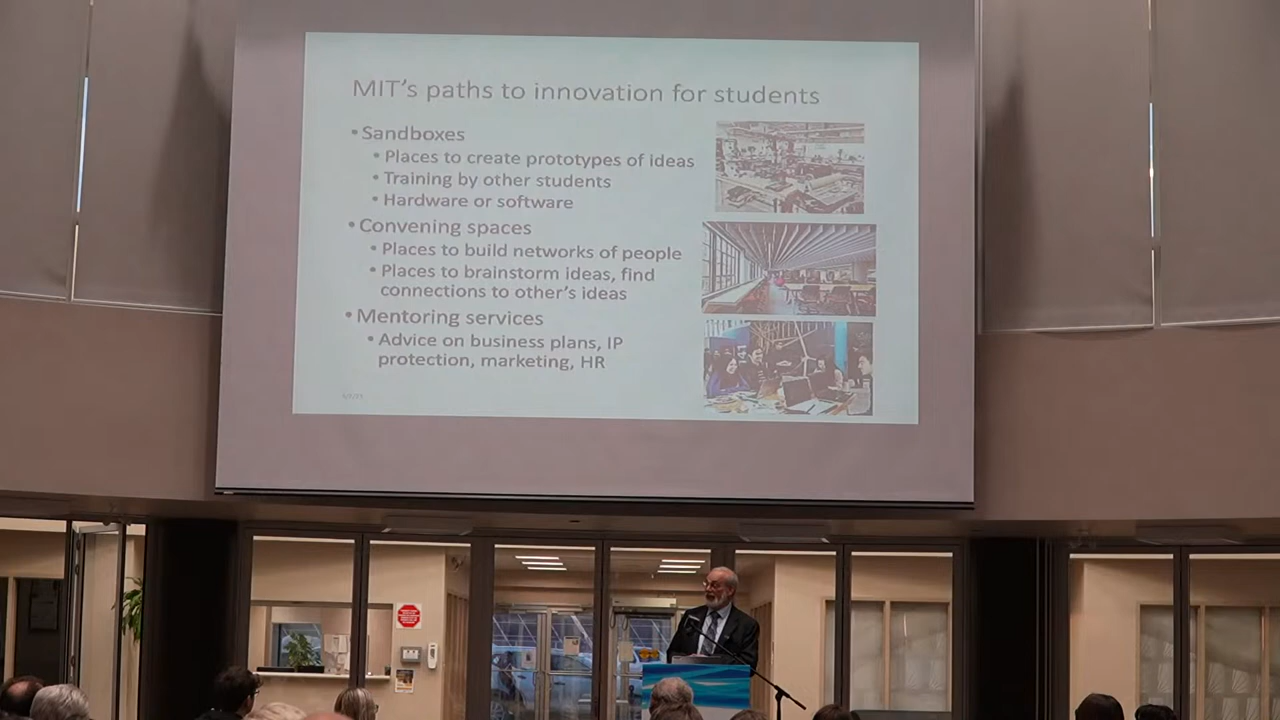 MIT's paths to innovation for students
▪ Sandboxes
• Places to create prototypes of ideas
• Training by other students
• Hardware or software
▪ Convening spaces
• Places to build networks of people
• Places to brainstorm ideas, find
connections to other's ideas
▪ Mentoring services
• Advice on business plans, IP
protection, marketing, HR